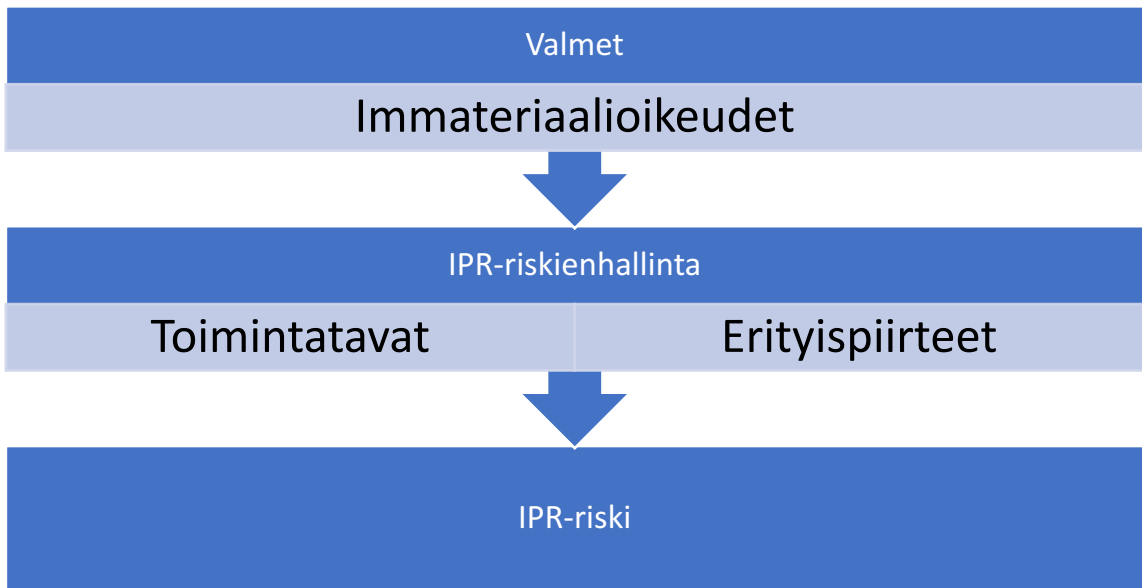 Valmet
Immateriaalioikeudet
IPR-riskienhallinta
Toimintatavat
Erityispiirteet
IPR-riski